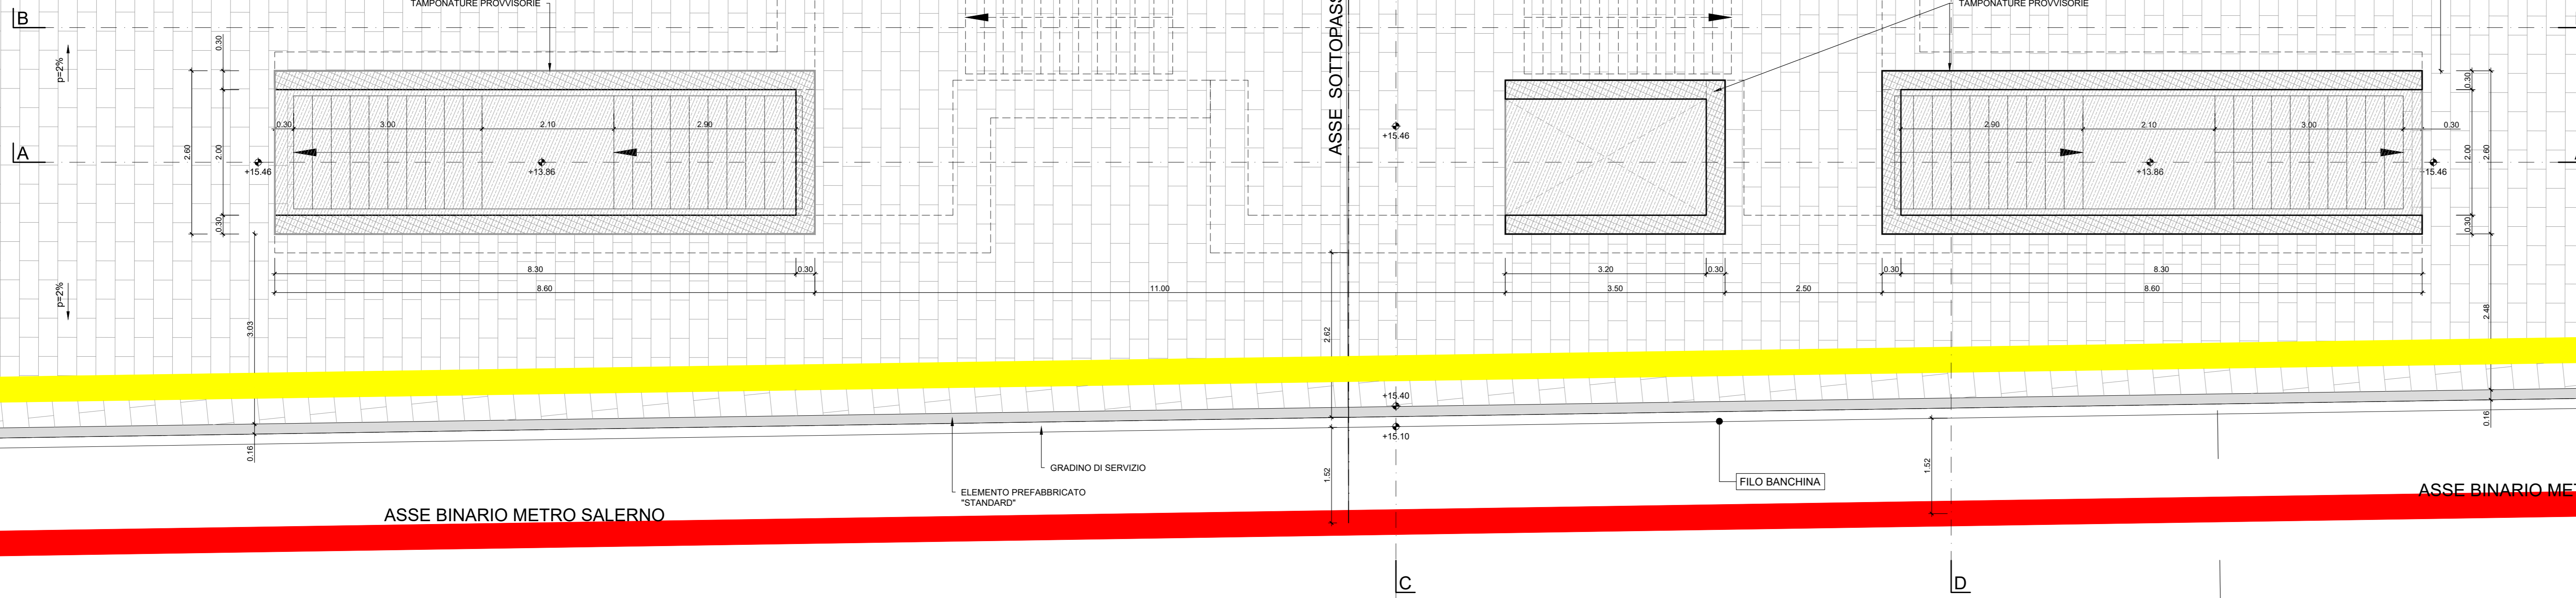 TAMPONATURE PROVVISORIE
TAMPONATURE PROVVISORIE
B
p=2%
0.30
2.60
2.00
0.30
A
+15.46
0.30
3.00
2.10
2.90
+13.86
ASSE SOTTOPASS
+15.46
2.90
2.10
3.00
0.30
+13.86
+15.46
0.30
2.00
2.60
0.30
8.30
0.30
8.60
11.00
3.20
0.30
3.50
2.50
0.30
8.30
8.60
p=2%
3.03
2.62
2.48
+15.40
+15.10
0.16
0.16
1.52
1.52
GRADINO DI SERVIZIO
ELEMENTO PREFABBRICATO
"STANDARD"
FILO BANCHINA
ASSE BINARIO METRO SALERNO
ASSE BINARIO MET
C
D